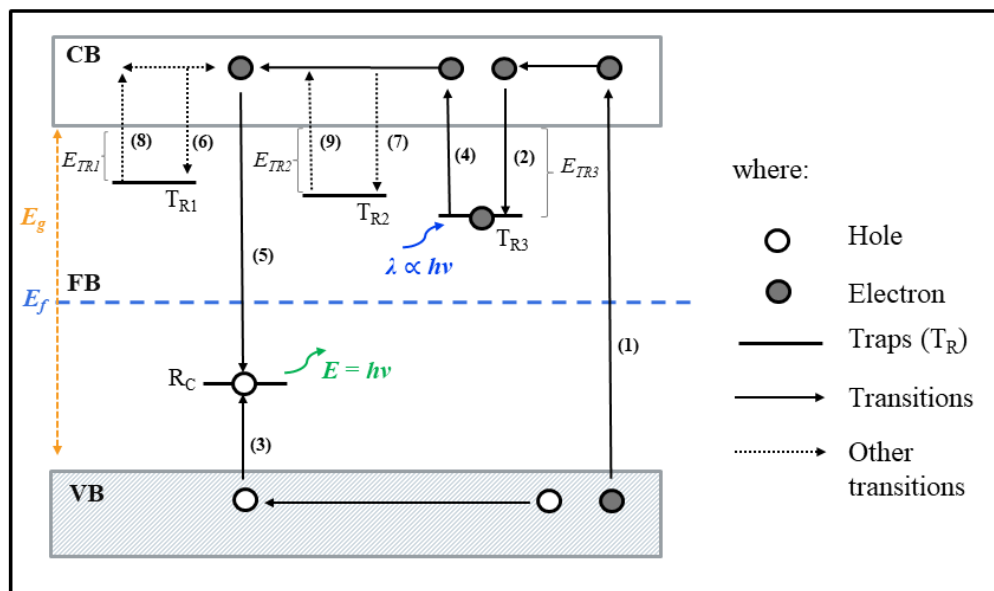 CB
(8)
(6)
(9)
(7)
(4)
(2)
E_TR1
E_TR2
E_TR3
T_R1
T_R2
T_R3
where:
E_g
(5)
λ ∝ hν
Hole
FB
E_f
Electron
(1)
Traps (T_R)
R_C
E = hν
Transitions
(3)
Other
transitions
VB